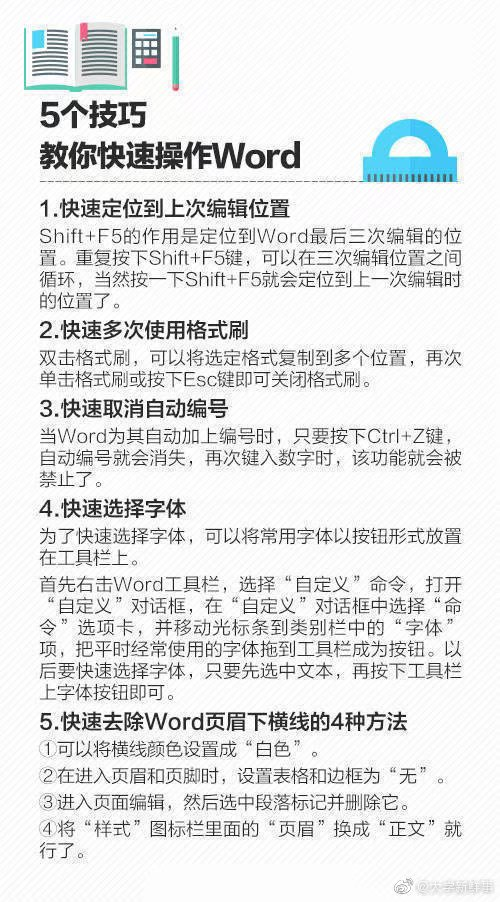 5个技巧
教你快速操作Word
1.快速定位到上次编辑位置
Shift+F5的作用是定位到Word最后三次编辑的位
置。重复按下Shift+F5键，可以在三次编辑位置之间
循环，当然按一下Shift+F5就会定位到上一次编辑时
的位置了。
2.快速多次使用格式刷
双击格式刷，可以将选定格式复制到多个位置，再次
单击格式刷或按下Esc键即可关闭格式刷。
3.快速取消自动编号
当Word为其自动加上编号时，只要按下Ctrl+Z键，
自动编号就会消失，再次键入数字时，该功能就会被
禁止了。
4.快速选择字体
为了快速选择字体，可以将常用字体以按钮形式放置
在工具栏上。
首先右击Word工具栏，选择“自定义”命令，打开
“自定义”对话框，在“自定义”对话框中选择“命
令”选项卡，并移动光标条到类别栏中的“字体”
项，把平时经常使用的字体拖到工具栏成为按钮。以
后要快速选择字体，只要先选中文本，再按下工具栏
上字体按钮即可。
5.快速去除Word页眉下横线的4种方法
①可以将横线颜色设置成“白色”。
②在进入页眉和页脚时，设置表格和边框为“无”。
③进入页面编辑，然后选中段落标记并删除它。
④将“样式”图标栏里面的“页眉”换成“正文”就
行了。
@大学新鲜事